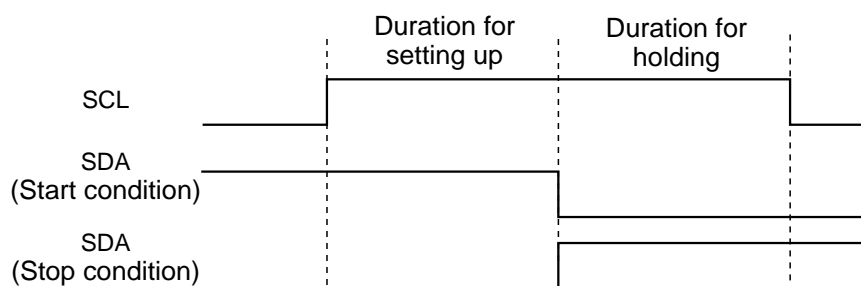 Duration for
setting up
Duration for
holding
SCL
SDA
(Start condition)
SDA
(Stop condition)